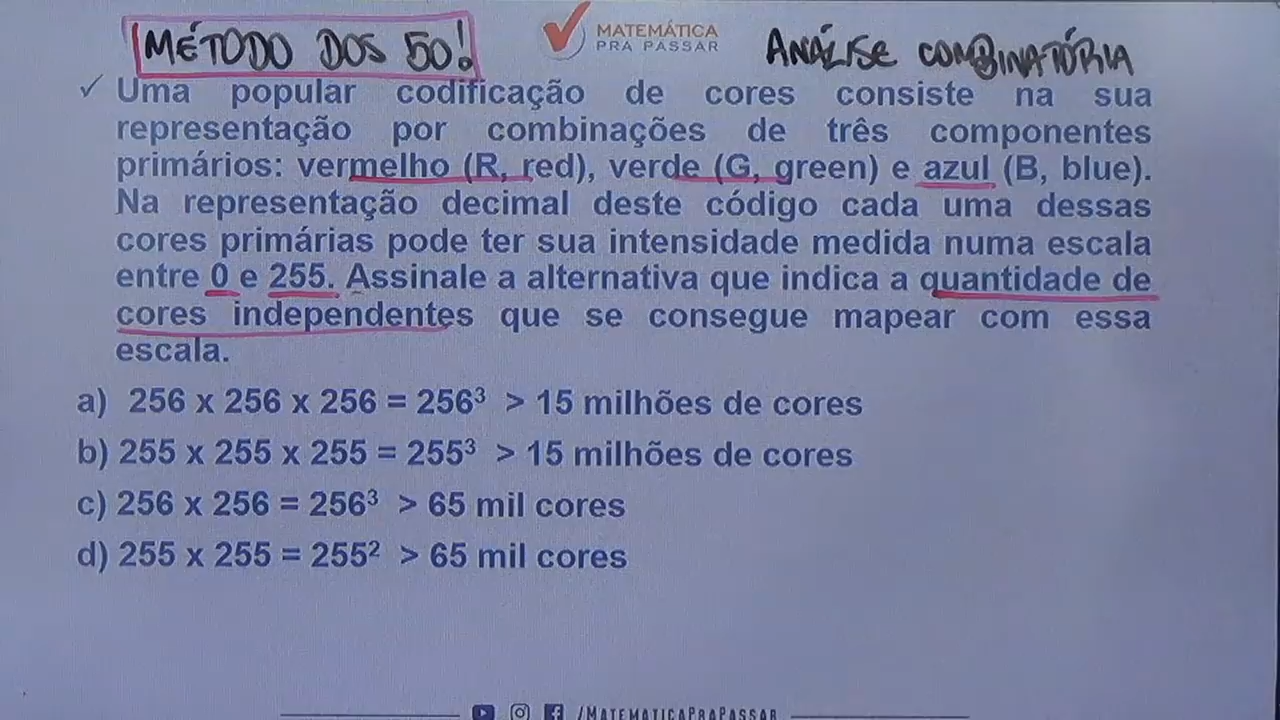 MÉTODO DOS 50!
MATEMÁTICA
PRA PASSAR
ANÁLISE COMBINATÓRIA
✓ Uma popular codificação de cores consiste na sua
representação por combinações de três componentes
primários: vermelho (R, red), verde (G, green) e azul (B, blue).
Na representação decimal deste código cada uma dessas
cores primárias pode ter sua intensidade medida numa escala
entre 0 e 255. Assinale a alternativa que indica a quantidade de
cores independentes que se consegue mapear com essa
escala.
a) 256 x 256 x 256 = 256³ > 15 milhões de cores
b) 255 x 255 x 255 = 255³ > 15 milhões de cores
c) 256 x 256 = 256³ > 65 mil cores
d) 255 x 255 = 255² > 65 mil cores
/MATEMATICAPRAPASSAR